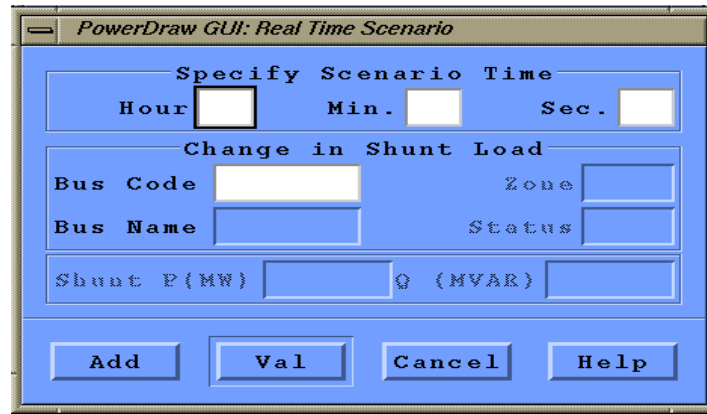 PowerDraw GUI: Real Time Scenario
Specify Scenario Time
Hour Min. Sec.
Change in Shunt Load
Bus Code Zone
Bus Name Status
Shunt P(MW) Q (MVAR)
Add Val Cancel Help